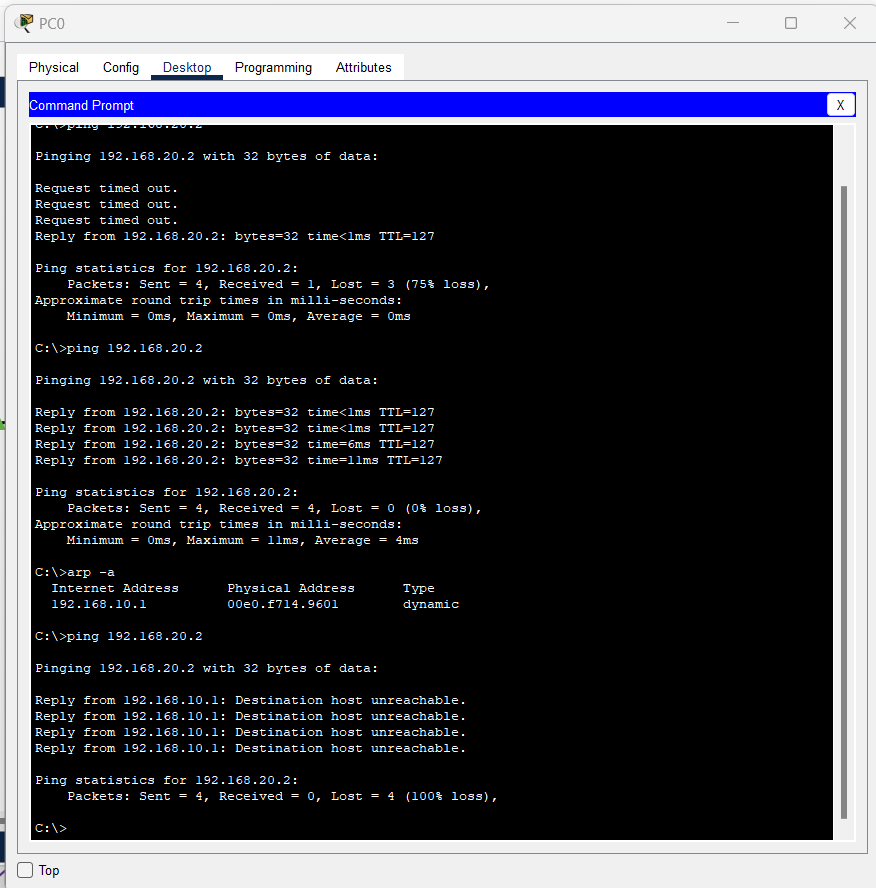 PC0
Physical Config Desktop Programming Attributes
Command Prompt X
C:\>ping 192.168.20.2
Pinging 192.168.20.2 with 32 bytes of data:
Request timed out.
Request timed out.
Request timed out.
Reply from 192.168.20.2: bytes=32 time<1ms TTL=127
Ping statistics for 192.168.20.2:
Packets: Sent = 4, Received = 1, Lost = 3 (75% loss),
Approximate round trip times in milli-seconds:
Minimum = 0ms, Maximum = 0ms, Average = 0ms
C:\>ping 192.168.20.2
Pinging 192.168.20.2 with 32 bytes of data:
Reply from 192.168.20.2: bytes=32 time<1ms TTL=127
Reply from 192.168.20.2: bytes=32 time<1ms TTL=127
Reply from 192.168.20.2: bytes=32 time=6ms TTL=127
Reply from 192.168.20.2: bytes=32 time=11ms TTL=127
Ping statistics for 192.168.20.2:
Packets: Sent = 4, Received = 4, Lost = 0 (0% loss),
Approximate round trip times in milli-seconds:
Minimum = 0ms, Maximum = 11ms, Average = 4ms
C:\>arp -a
Internet Address Physical Address Type
192.168.10.1 00e0.f714.9601 dynamic
C:\>ping 192.168.20.2
Pinging 192.168.20.2 with 32 bytes of data:
Reply from 192.168.10.1: Destination host unreachable.
Reply from 192.168.10.1: Destination host unreachable.
Reply from 192.168.10.1: Destination host unreachable.
Reply from 192.168.10.1: Destination host unreachable.
Ping statistics for 192.168.20.2:
Packets: Sent = 4, Received = 0, Lost = 4 (100% loss),
C:\>
Top